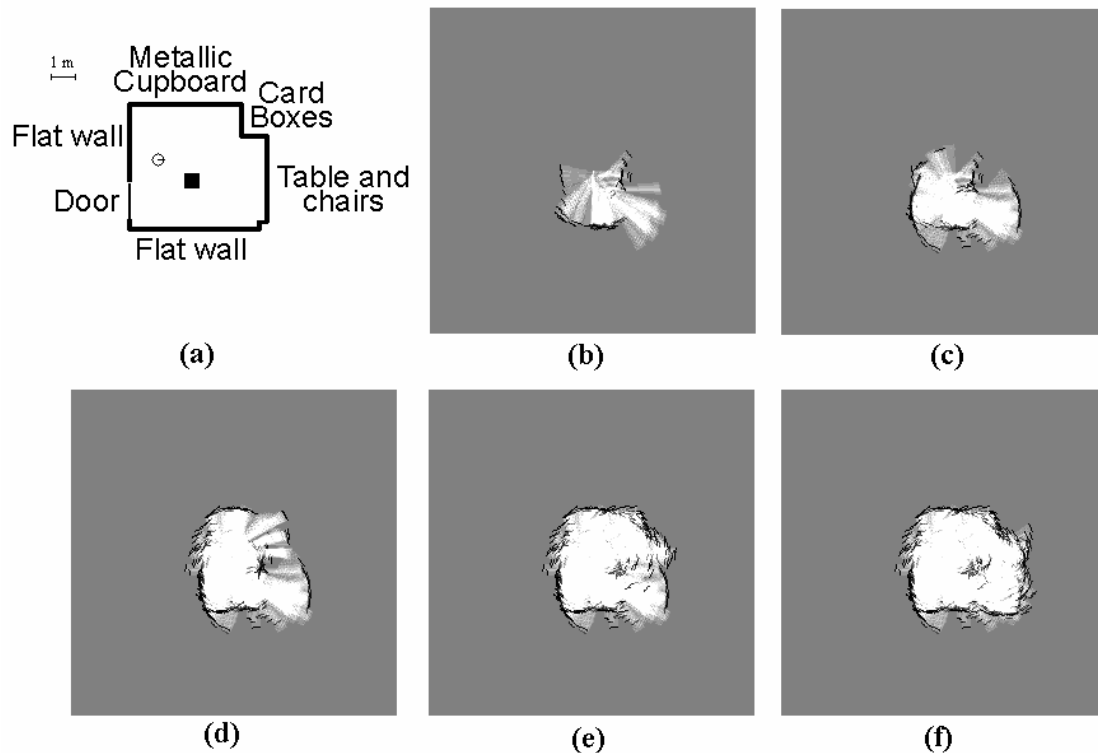 1 m
Metallic
Cupboard
Card
Boxes
Flat wall
Door
Table and
chairs
Flat wall
(a)
(b)
(c)
(d)
(e)
(f)